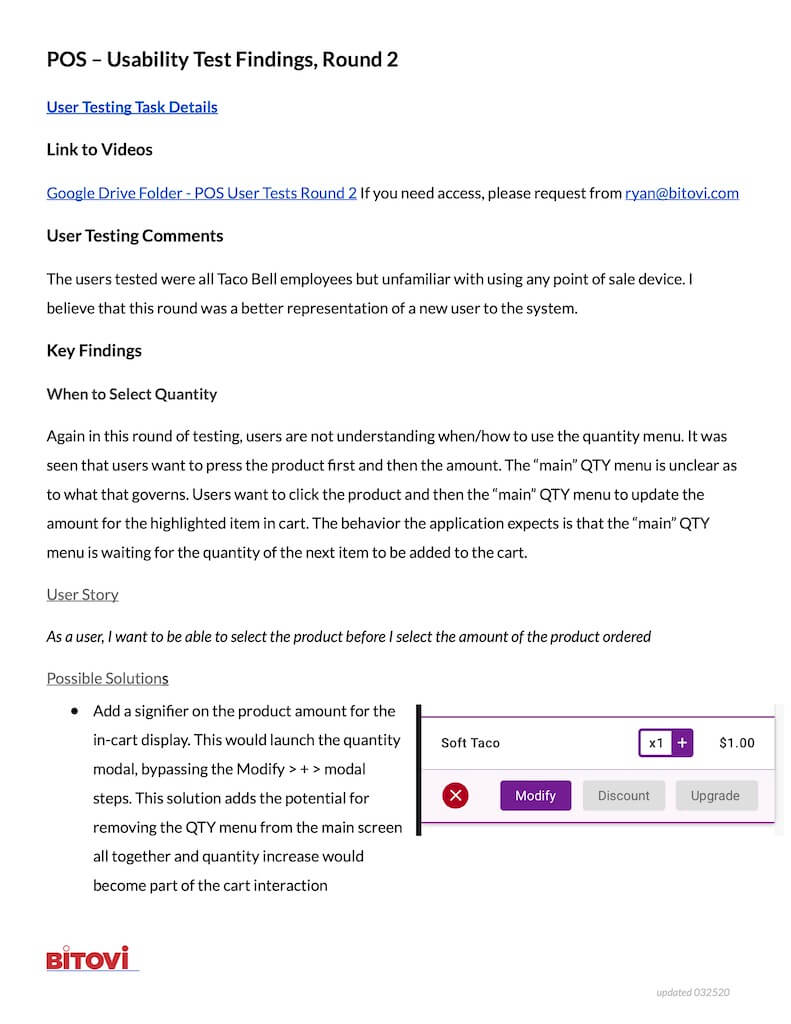 POS – Usability Test Findings, Round 2
User Testing Task Details
Link to Videos
Google Drive Folder - POS User Tests Round 2 If you need access, please request from ryan@bitovi.com
User Testing Comments
The users tested were all Taco Bell employees but unfamiliar with using any point of sale device. I
believe that this round was a better representation of a new user to the system.
Key Findings
When to Select Quantity
Again in this round of testing, users are not understanding when/how to use the quantity menu. It was
seen that users want to press the product first and then the amount. The “main” QTY menu is unclear as
to what that governs. Users want to click the product and then the “main” QTY menu to update the
amount for the highlighted item in cart. The behavior the application expects is that the “main” QTY
menu is waiting for the quantity of the next item to be added to the cart.
User Story
As a user, I want to be able to select the product before I select the amount of the product ordered
Possible Solutions
● Add a signifier on the product amount for the
in-cart display. This would launch the quantity
modal, bypassing the Modify > + > modal
steps. This solution adds the potential for
removing the QTY menu from the main screen
all together and quantity increase would
become part of the cart interaction
Soft Taco x1 + $1.00
Modify Discount Upgrade
BiTOVi
updated 032520